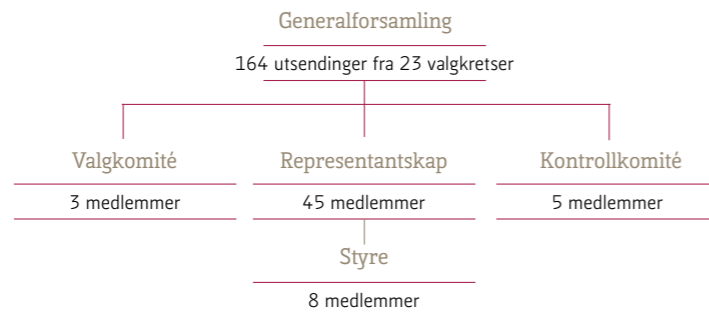 Generalforsamling
164 utsendinger fra 23 valgkretser
Valgkomité
3 medlemmer
Representantskap
45 medlemmer
Kontrollkomité
5 medlemmer
Styre
8 medlemmer